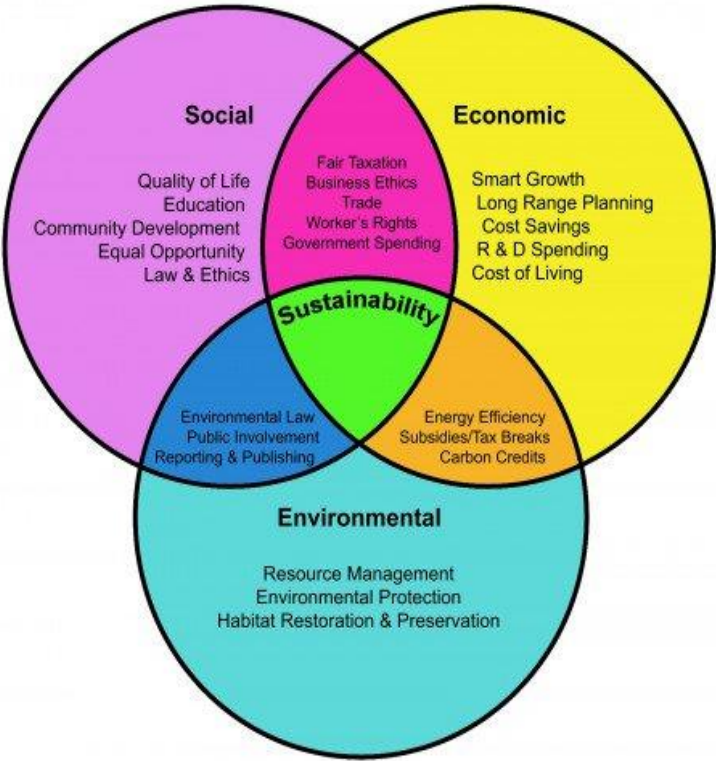 Social
Quality of Life
Education
Community Development
Equal Opportunity
Law & Ethics
Fair Taxation
Business Ethics
Trade
Worker's Rights
Government Spending
Economic
Smart Growth
Long Range Planning
Cost Savings
R & D Spending
Cost of Living
Sustainability
Environmental Law
Public Involvement
Reporting & Publishing
Energy Efficiency
Subsidies/Tax Breaks
Carbon Credits
Environmental
Resource Management
Environmental Protection
Habitat Restoration & Preservation